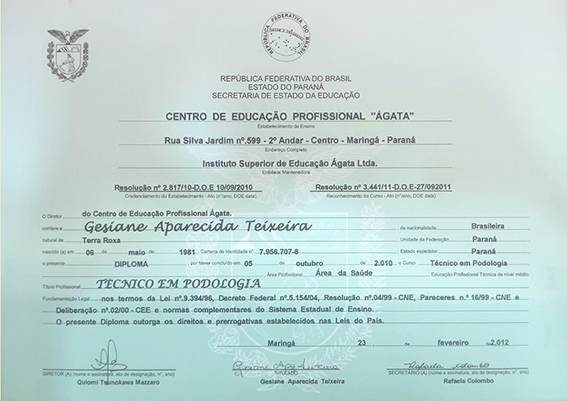 REPÚBLICA FEDERATIVA DO BRASIL
REPÚBLICA FEDERATIVA DO BRASIL
ESTADO DO PARANÁ
SECRETARIA DE ESTADO DA EDUCAÇÃO
CENTRO DE EDUCAÇÃO PROFISSIONAL "ÁGATA"
Estabelecimento de Ensino
Rua Silva Jardim nº.599 - 2º Andar - Centro - Maringá - Paraná
Endereço Completo
Instituto Superior de Educação Ágata Ltda.
Entidade Mantenedora
Resolução nº 2.817/10-D.O.E 10/09/2010 Resolução nº 3.441/11-D.O.E-27/092011
Credenciamento do Estabelecimento - Ato (nº/ano, DOE data) Reconhecimento do Curso - Ato (nº/ano, DOE data)
O Diretor do Centro de Educação Profissional Ágata.
confere a Gesiane Aparecida Teixeira de nacionalidade Brasileira
natural de Terra Roxa Unidade da Federação Paraná
nascido (a) em 06 de maio de 1981 Carteira de Identidade nº 7.956.707-8 Estado expedidor Paraná
o presente DIPLOMA por haver concluído em 05 de outubro de 2.010 o Curso Técnico em Podologia
Área Profissional Área da Saúde Educação Profissional Técnica de nível médio.
Título Profissional TÉCNICO EM PODOLOGIA
Fundamentação Legal nos termos da Lei nº.9.394/96, Decreto Federal nº.5.154/04, Resolução nº.04/99 - CNE, Pareceres nº.16/99 - CNE e
Deliberação nº.02/00 - CEE e normas complementares do Sistema Estadual de Ensino.
O presente Diploma outorga os direitos e prerrogativas estabelecidos nas Leis do País.
Maringá 23 de fevereiro de 2.012
DIRETOR (A) (nome e assinatura, ato de designação, nº, ano) TITULADO SECRETÁRIO (A) (nome e assinatura, ato de designação, nº, ano)
Quiomi Tsunokawa Mazzaro Gesiane Aparecida Teixeira Rafaela Colombo